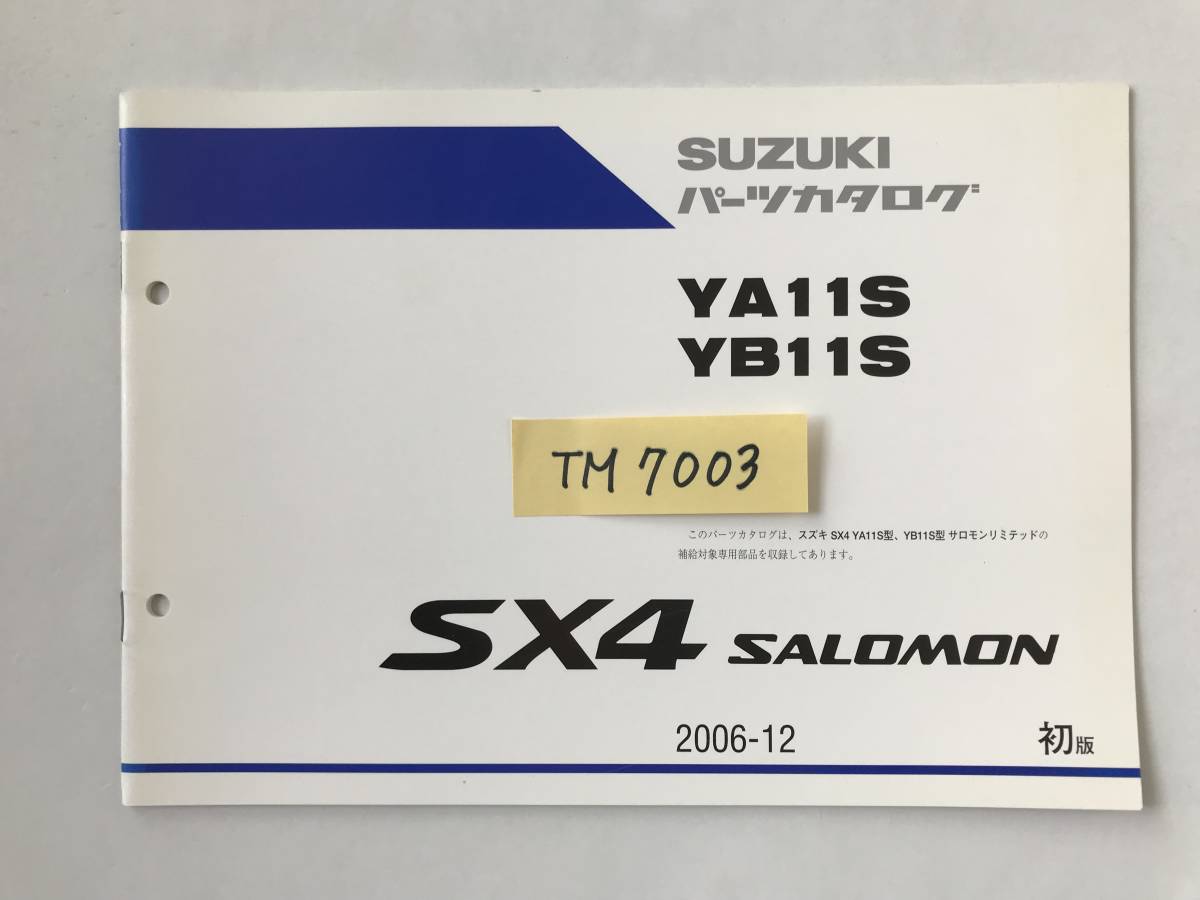 SUZUKI
パーツカタログ
YA11S
YB11S
TM 7003
このパーツカタログは、スズキ SX4 YA11S型、YB11S型 サロモンリミテッドの
補給対象専用部品を収録してあります。
SX4 SALOMON
2006-12 初版